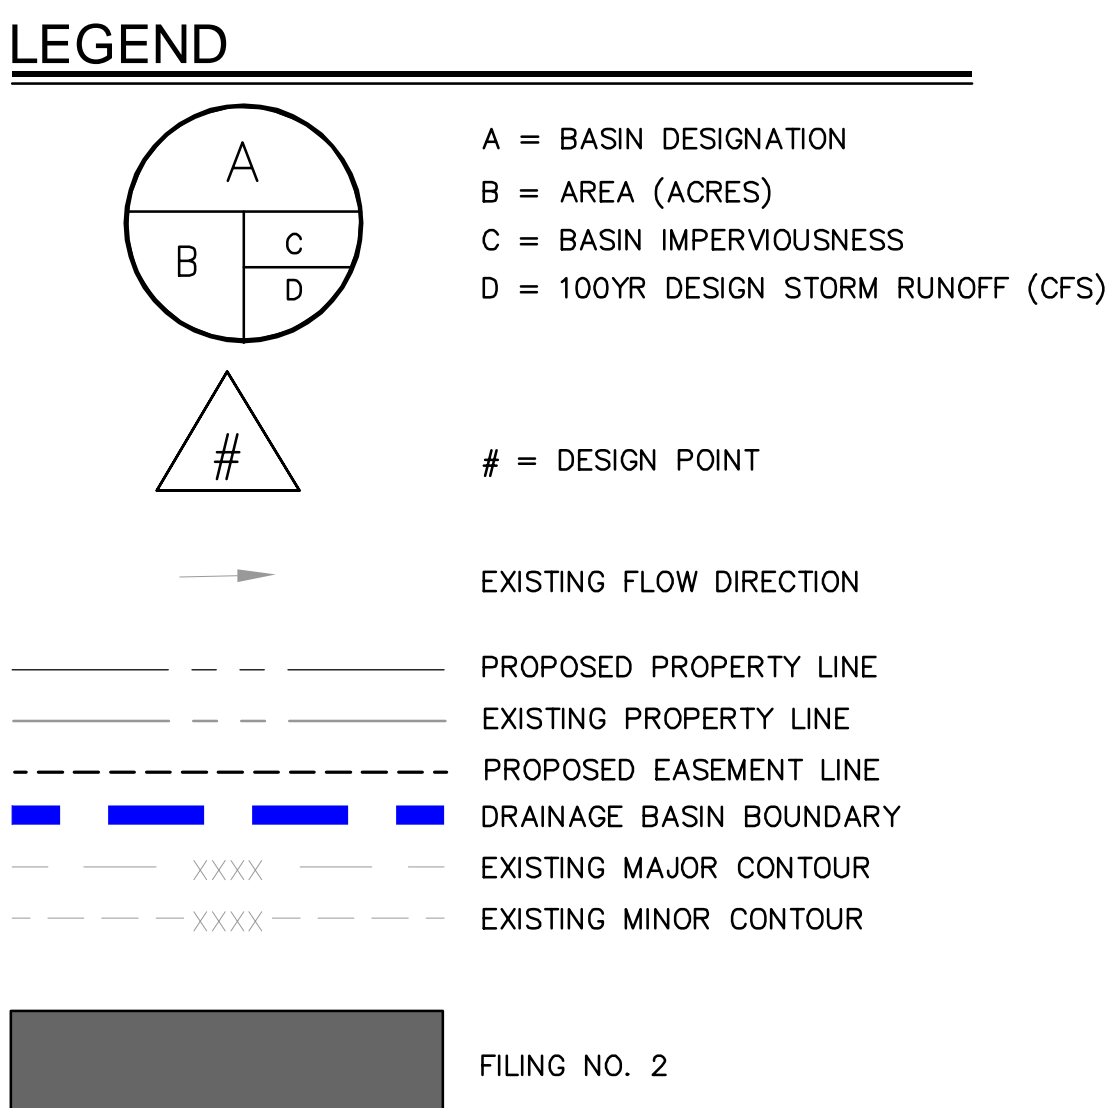 LEGEND
A
B
C
D
A = BASIN DESIGNATION
B = AREA (ACRES)
C = BASIN IMPERVIOUSNESS
D = 100YR DESIGN STORM RUNOFF (CFS)
#
# = DESIGN POINT
EXISTING FLOW DIRECTION
PROPOSED PROPERTY LINE
EXISTING PROPERTY LINE
PROPOSED EASEMENT LINE
DRAINAGE BASIN BOUNDARY
XXXX EXISTING MAJOR CONTOUR
XXXX EXISTING MINOR CONTOUR
FILING NO. 2